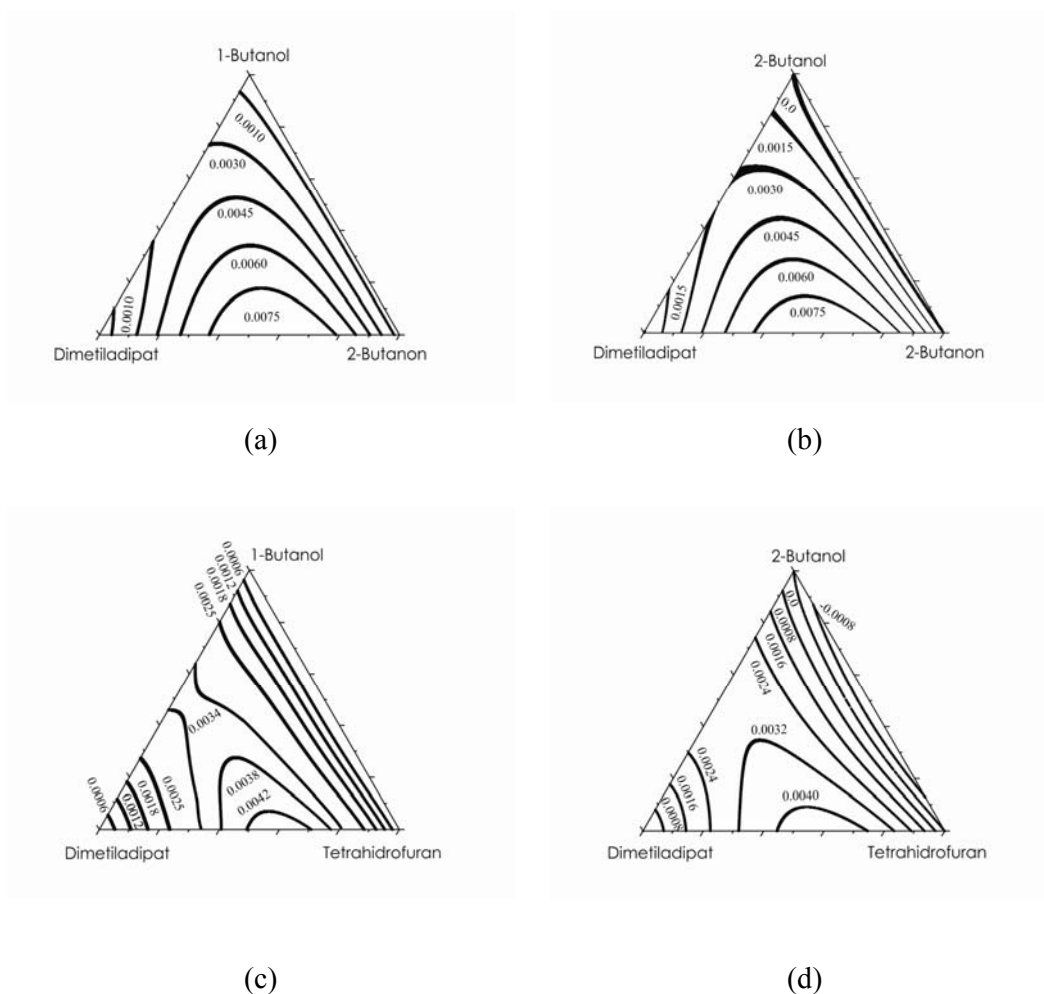 1-Butanol
0.0010
0.0030
0.0045
0.0060
0.0075
0.0010
Dimetiladipat
2-Butanon
(a)
2-Butanol
0.0
0.0015
0.0030
0.0045
0.0060
0.0075
0.0015
Dimetiladipat
2-Butanon
(b)
1-Butanol
0.0006
0.0012
0.0018
0.0025
0.0034
0.0038
0.0042
0.0006
0.0012
0.0018
0.0025
Dimetiladipat
Tetrahidrofuran
(c)
2-Butanol
-0.0008
0.0
0.0008
0.0016
0.0024
0.0032
0.0040
0.0024
0.0016
0.0008
Dimetiladipat
Tetrahidrofuran
(d)